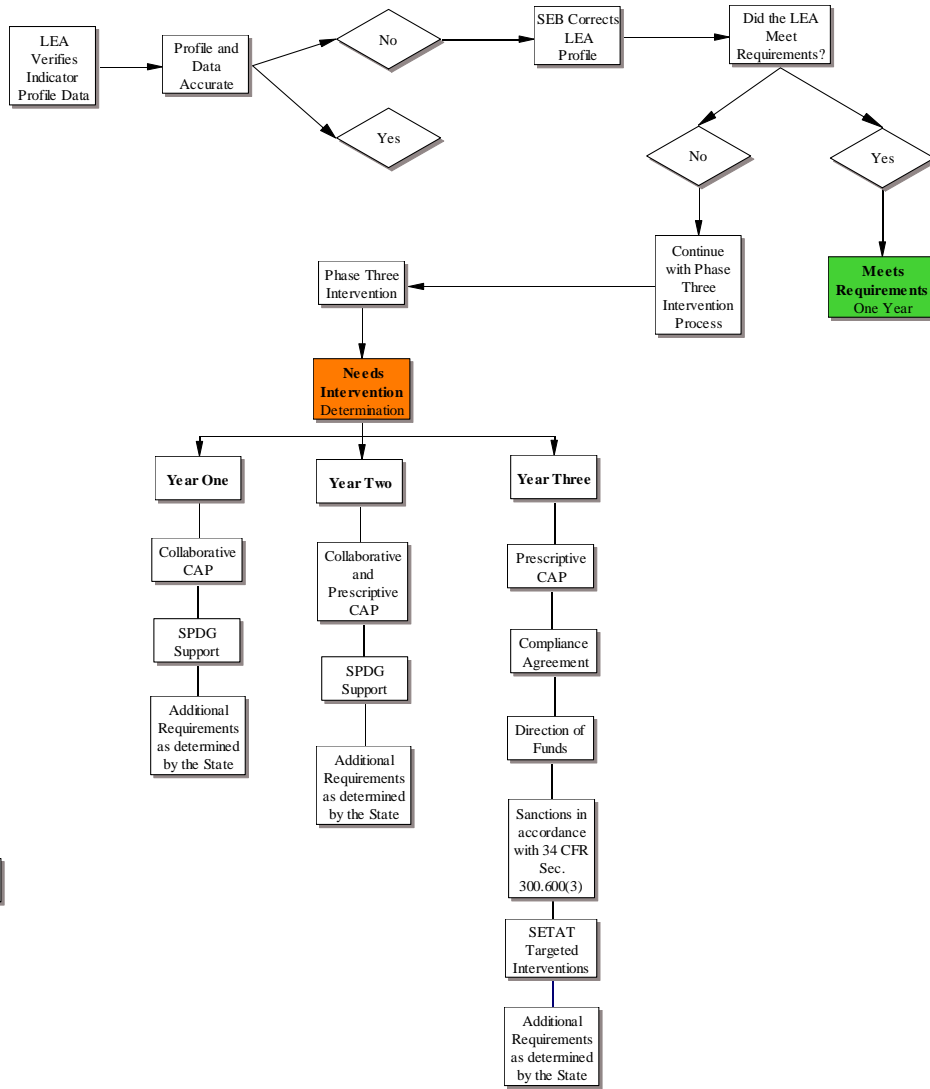 LEA
Verifies
Indicator
Profile Data
Profile and
Data
Accurate
No
Yes
SEB Corrects
LEA
Profile
Did the LEA
Meet
Requirements?
No
Yes
Continue
with Phase
Three
Intervention
Process
Meets
Requirements
One Year
Phase Three
Intervention
Needs
Intervention
Determination
Year One
Collaborative
CAP
SPDG
Support
Additional
Requirements
as determined
by the State
Year Two
Collaborative
and
Prescriptive
CAP
SPDG
Support
Additional
Requirements
as determined
by the State
Year Three
Prescriptive
CAP
Compliance
Agreement
Direction of
Funds
Sanctions in
accordance
with 34 CFR
Sec.
300.600(3)
SETAT
Targeted
Interventions
Additional
Requirements
as determined
by the State